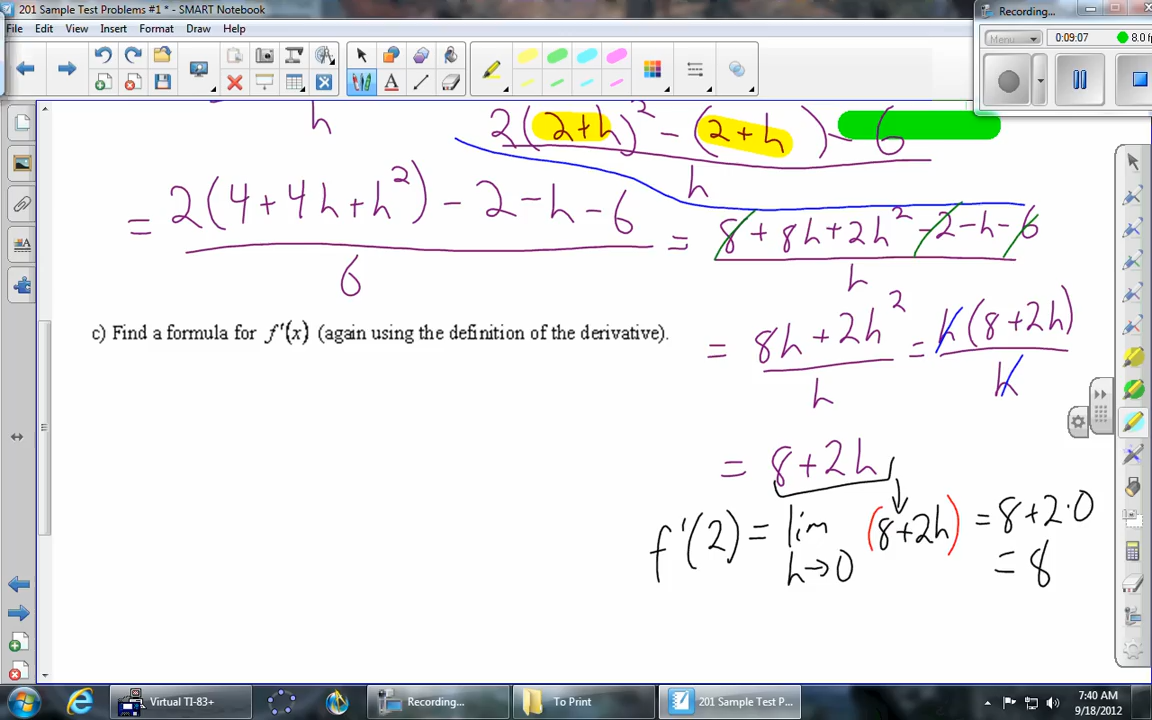 201 Sample Test Problems #1 * - SMART Notebook
Recording...
File Edit View Insert Format Draw Help
Menu
0:09:07
8.0 f
h
2(2+h)² - (2+h) - 6
h
= 2(4+4h+h²) - 2 - h - 6
6
= 8 + 8h + 2h² - 2 - h - 6
h
c) Find a formula for f'(x) (again using the definition of the derivative).
= 8h + 2h²
h
= h(8+2h)
h
= 8+2h
f'(2) = lim (8+2h) = 8+2·0
h→0
= 8
Virtual TI-83+
Recording...
To Print
201 Sample Test P...
7:40 AM
9/18/2012